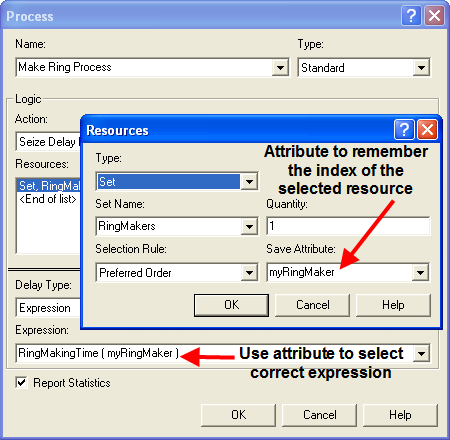 Process
Name:
Type:
Make Ring Process
Standard
Logic
Action:
Seize Delay
Resources:
Set, RingMa
<End of list>
Resources
Type:
Set
Set Name:
Quantity:
RingMakers
1
Selection Rule:
Save Attribute:
Preferred Order
myRingMaker
OK
Cancel
Help
Attribute to remember
the index of the
selected resource
Delay Type:
Expression
Expression:
RingMakingTime ( myRingMaker )
Use attribute to select
correct expression
Report Statistics
OK
Cancel
Help